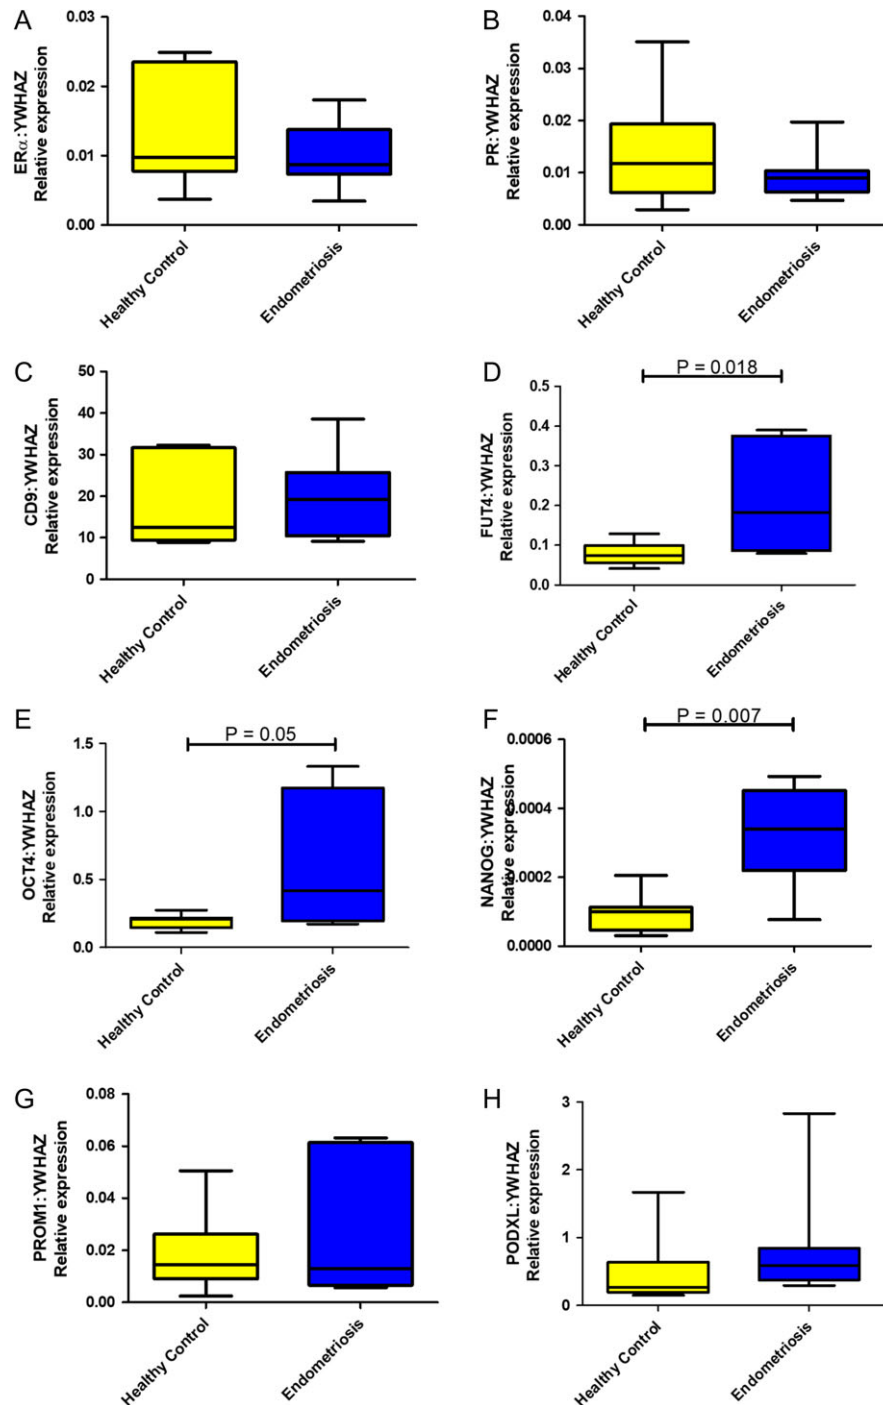 A
ERα:YWHAZ
Relative expression
0.03
0.02
0.01
0.00
Healthy Control
Endometriosis
B
PR:YWHAZ
Relative expression
0.04
0.03
0.02
0.01
0.00
Healthy Control
Endometriosis
C
CD9:YWHAZ
Relative expression
50
40
30
20
10
0
Healthy Control
Endometriosis
D
P = 0.018
FUT4:YWHAZ
Relative expression
0.5
0.4
0.3
0.2
0.1
0.0
Healthy Control
Endometriosis
E
P = 0.05
OCT4:YWHAZ
Relative expression
1.5
1.0
0.5
0.0
Healthy Control
Endometriosis
F
P = 0.007
NANOG:YWHAZ
Relative expression
0.0006
0.0004
0.0002
0.0000
Healthy Control
Endometriosis
G
PROM1:YWHAZ
Relative expression
0.08
0.06
0.04
0.02
0.00
Healthy Control
Endometriosis
H
PODXL:YWHAZ
Relative expression
3
2
1
0
Healthy Control
Endometriosis